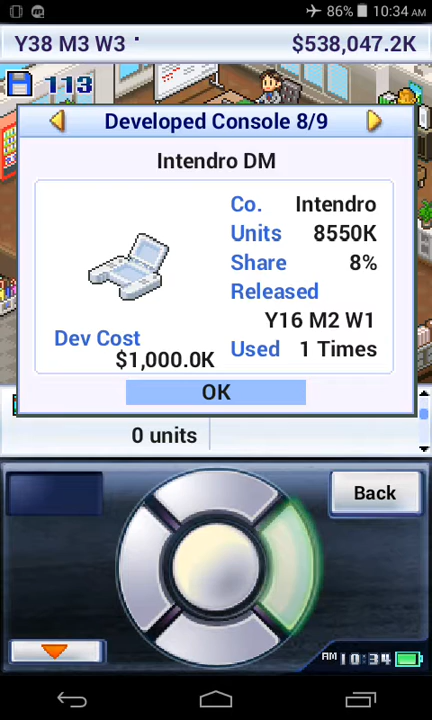 86% 10:34 AM
Y38 M3 W3 $538,047.2K
113
Developed Console 8/9
Intendro DM
Co. Intendro
Units 8550K
Share 8%
Released
Y16 M2 W1
Dev Cost
$1,000.0K
Used 1 Times
OK
0 units
Back
AM 10:34